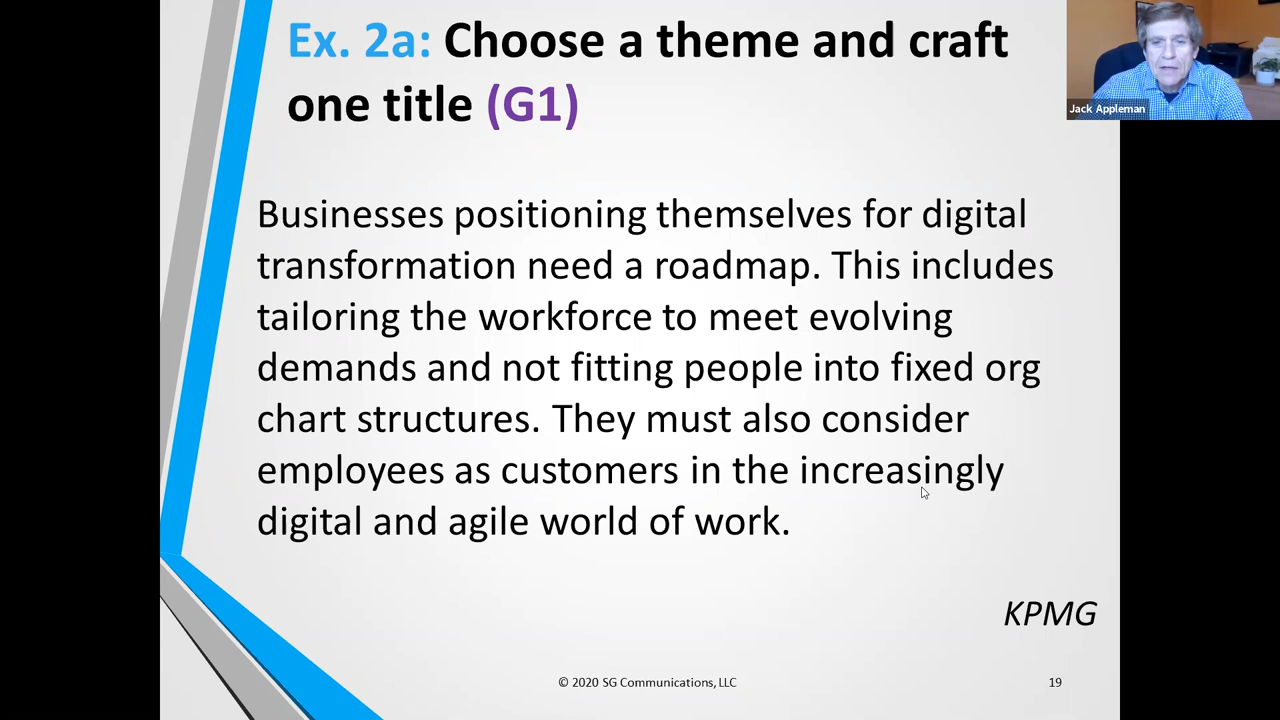 Ex. 2a: Choose a theme and craft
one title (G1)
Jack Appleman
Businesses positioning themselves for digital
transformation need a roadmap. This includes
tailoring the workforce to meet evolving
demands and not fitting people into fixed org
chart structures. They must also consider
employees as customers in the increasingly
digital and agile world of work.
KPMG
© 2020 SG Communications, LLC
19